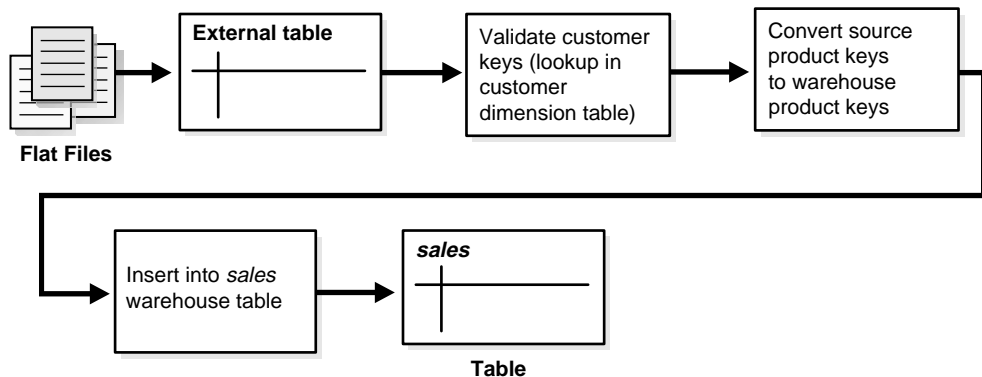 External table
Flat Files
Validate customer
keys (lookup in
customer
dimension table)
Convert source
product keys
to warehouse
product keys
Insert into sales
warehouse table
sales
Table